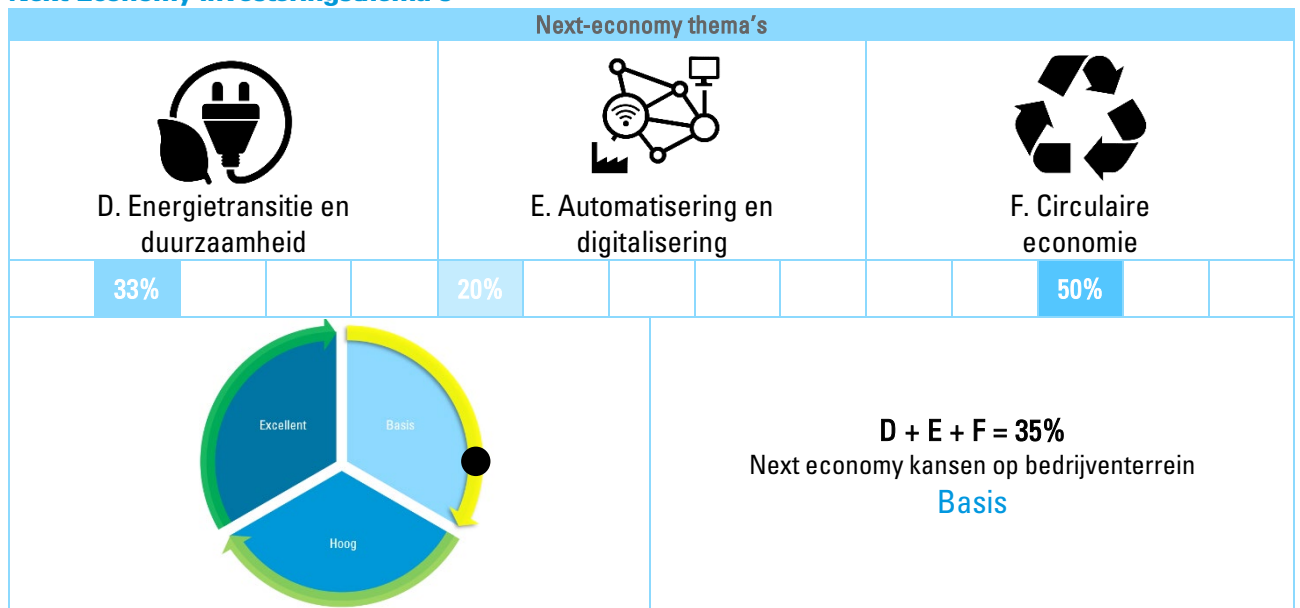 Next-economy thema's
D. Energietransitie en
duurzaamheid
E. Automatisering en
digitalisering
F. Circulaire
economie
33%
20%
50%
Excellent
Basis
Hoog
D + E + F = 35%
Next economy kansen op bedrijventerrein
Basis